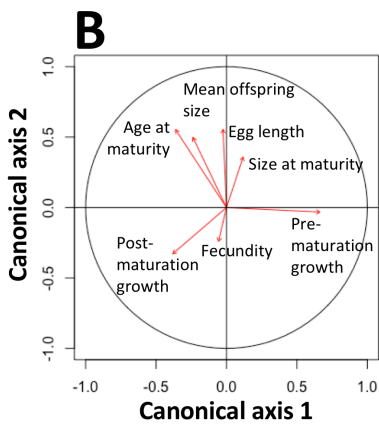 B
Mean offspring
size
Age at
maturity
Egg length
Size at maturity
Post-
maturation
growth
Fecundity
Pre-
maturation
growth
Canonical axis 2
1.0
0.5
0.0
-0.5
-1.0
-1.0 -0.5 0.0 0.5 1.0
Canonical axis 1